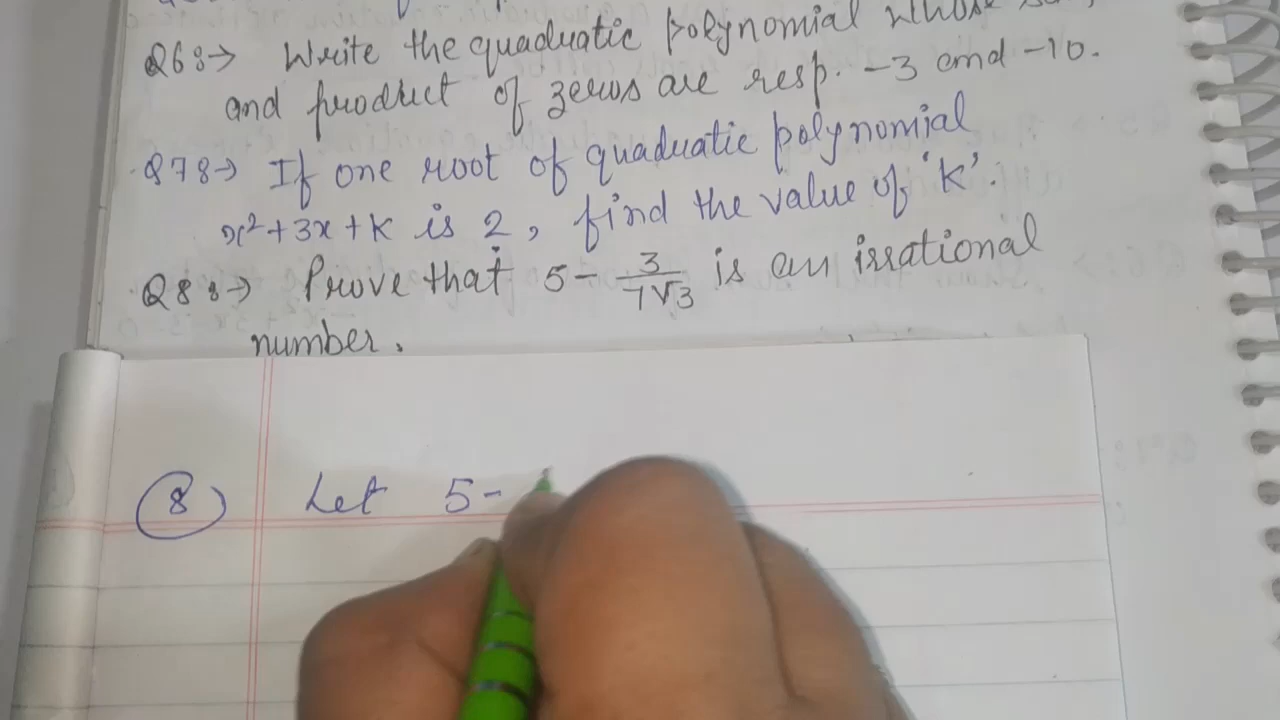 Q6:→ Write the quadratic polynomial whose
and product of zeros are resp. -3 and -10.
Q7:→ If one root of quadratic polynomial
x²+3x+k is 2, find the value of 'k'.
Q8:→ Prove that 5 - 3/7√3 is an irrational
number.
8 Let 5-